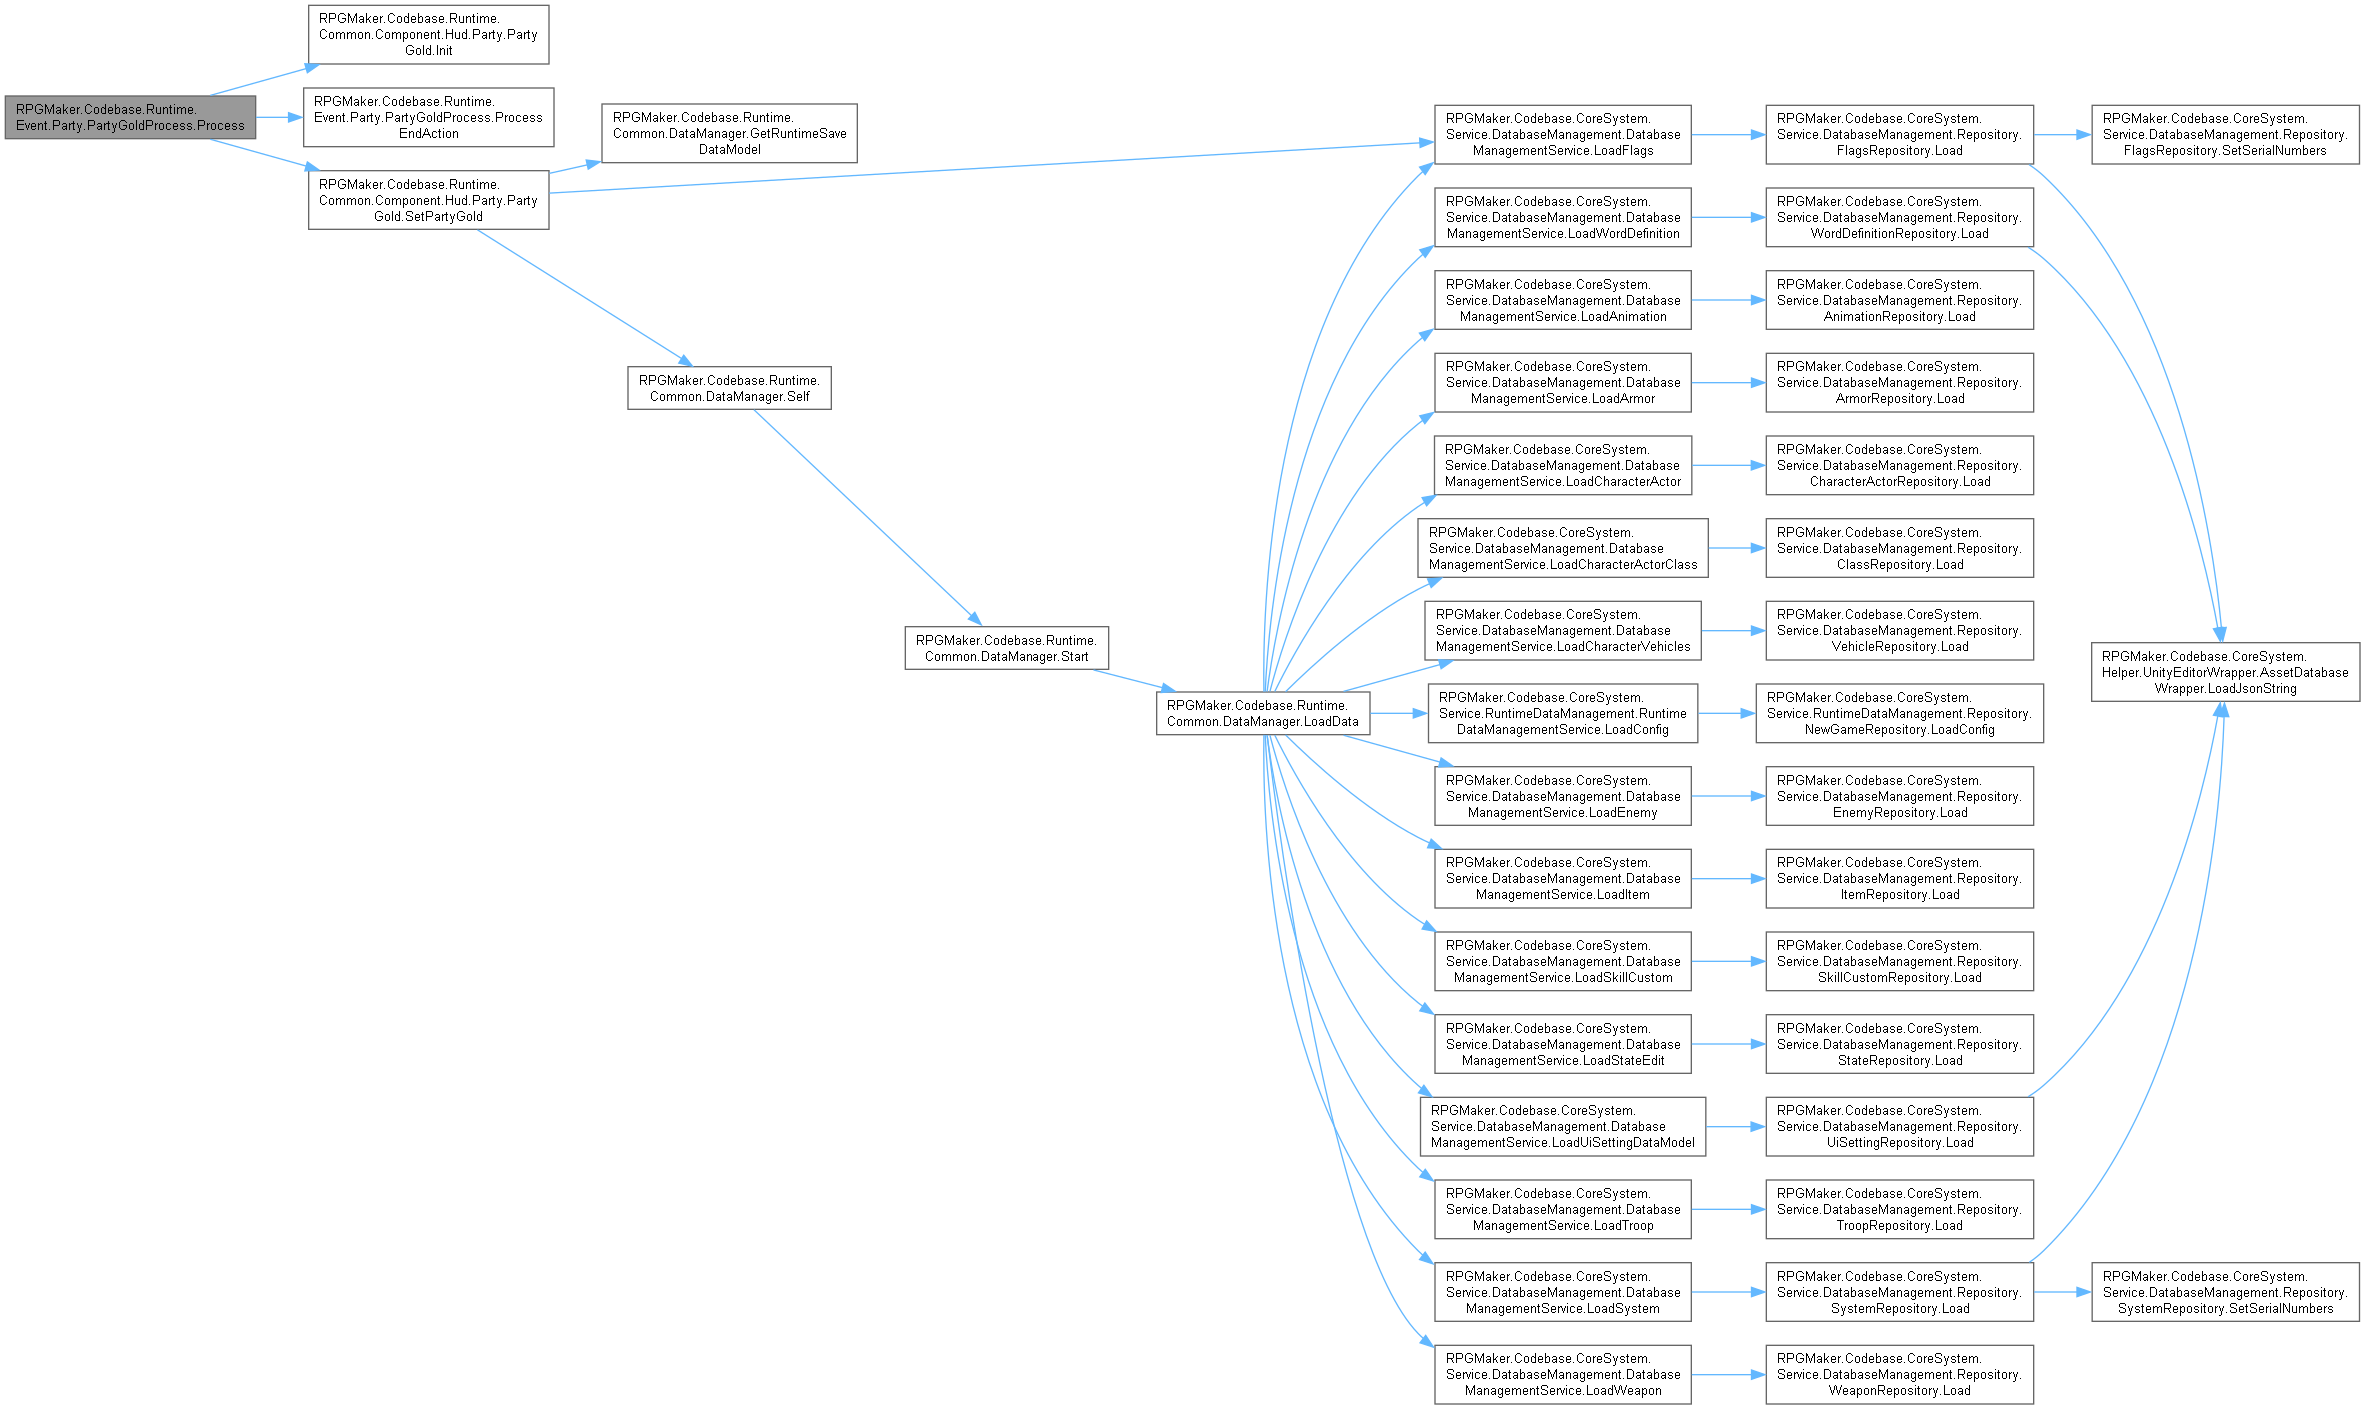 RPGMaker.Codebase.Runtime.
Event.Party.PartyGoldProcess.Process
RPGMaker.Codebase.Runtime.
Common.Component.Hud.Party.Party
Gold.Init
RPGMaker.Codebase.Runtime.
Event.Party.PartyGoldProcess.Process
EndAction
RPGMaker.Codebase.Runtime.
Common.Component.Hud.Party.Party
Gold.SetPartyGold
RPGMaker.Codebase.Runtime.
Common.DataManager.GetRuntimeSave
DataModel
RPGMaker.Codebase.Runtime.
Common.DataManager.Self
RPGMaker.Codebase.Runtime.
Common.DataManager.Start
RPGMaker.Codebase.Runtime.
Common.DataManager.LoadData
RPGMaker.Codebase.CoreSystem.
Service.DatabaseManagement.Database
ManagementService.LoadFlags
RPGMaker.Codebase.CoreSystem.
Service.DatabaseManagement.Database
ManagementService.LoadWordDefinition
RPGMaker.Codebase.CoreSystem.
Service.DatabaseManagement.Database
ManagementService.LoadAnimation
RPGMaker.Codebase.CoreSystem.
Service.DatabaseManagement.Database
ManagementService.LoadArmor
RPGMaker.Codebase.CoreSystem.
Service.DatabaseManagement.Database
ManagementService.LoadCharacterActor
RPGMaker.Codebase.CoreSystem.
Service.DatabaseManagement.Database
ManagementService.LoadCharacterActorClass
RPGMaker.Codebase.CoreSystem.
Service.DatabaseManagement.Database
ManagementService.LoadCharacterVehicles
RPGMaker.Codebase.CoreSystem.
Service.RuntimeDataManagement.Runtime
DataManagementService.LoadConfig
RPGMaker.Codebase.CoreSystem.
Service.DatabaseManagement.Database
ManagementService.LoadEnemy
RPGMaker.Codebase.CoreSystem.
Service.DatabaseManagement.Database
ManagementService.LoadItem
RPGMaker.Codebase.CoreSystem.
Service.DatabaseManagement.Database
ManagementService.LoadSkillCustom
RPGMaker.Codebase.CoreSystem.
Service.DatabaseManagement.Database
ManagementService.LoadStateEdit
RPGMaker.Codebase.CoreSystem.
Service.DatabaseManagement.Database
ManagementService.LoadUiSettingDataModel
RPGMaker.Codebase.CoreSystem.
Service.DatabaseManagement.Database
ManagementService.LoadTroop
RPGMaker.Codebase.CoreSystem.
Service.DatabaseManagement.Database
ManagementService.LoadSystem
RPGMaker.Codebase.CoreSystem.
Service.DatabaseManagement.Database
ManagementService.LoadWeapon
RPGMaker.Codebase.CoreSystem.
Service.DatabaseManagement.Repository.
FlagsRepository.Load
RPGMaker.Codebase.CoreSystem.
Service.DatabaseManagement.Repository.
WordDefinitionRepository.Load
RPGMaker.Codebase.CoreSystem.
Service.DatabaseManagement.Repository.
AnimationRepository.Load
RPGMaker.Codebase.CoreSystem.
Service.DatabaseManagement.Repository.
ArmorRepository.Load
RPGMaker.Codebase.CoreSystem.
Service.DatabaseManagement.Repository.
CharacterActorRepository.Load
RPGMaker.Codebase.CoreSystem.
Service.DatabaseManagement.Repository.
ClassRepository.Load
RPGMaker.Codebase.CoreSystem.
Service.DatabaseManagement.Repository.
VehicleRepository.Load
RPGMaker.Codebase.CoreSystem.
Service.RuntimeDataManagement.Repository.
NewGameRepository.LoadConfig
RPGMaker.Codebase.CoreSystem.
Service.DatabaseManagement.Repository.
EnemyRepository.Load
RPGMaker.Codebase.CoreSystem.
Service.DatabaseManagement.Repository.
ItemRepository.Load
RPGMaker.Codebase.CoreSystem.
Service.DatabaseManagement.Repository.
SkillCustomRepository.Load
RPGMaker.Codebase.CoreSystem.
Service.DatabaseManagement.Repository.
StateRepository.Load
RPGMaker.Codebase.CoreSystem.
Service.DatabaseManagement.Repository.
UiSettingRepository.Load
RPGMaker.Codebase.CoreSystem.
Service.DatabaseManagement.Repository.
TroopRepository.Load
RPGMaker.Codebase.CoreSystem.
Service.DatabaseManagement.Repository.
SystemRepository.Load
RPGMaker.Codebase.CoreSystem.
Service.DatabaseManagement.Repository.
WeaponRepository.Load
RPGMaker.Codebase.CoreSystem.
Service.DatabaseManagement.Repository.
FlagsRepository.SetSerialNumbers
RPGMaker.Codebase.CoreSystem.
Helper.UnityEditorWrapper.AssetDatabase
Wrapper.LoadJsonString
RPGMaker.Codebase.CoreSystem.
Service.DatabaseManagement.Repository.
SystemRepository.SetSerialNumbers